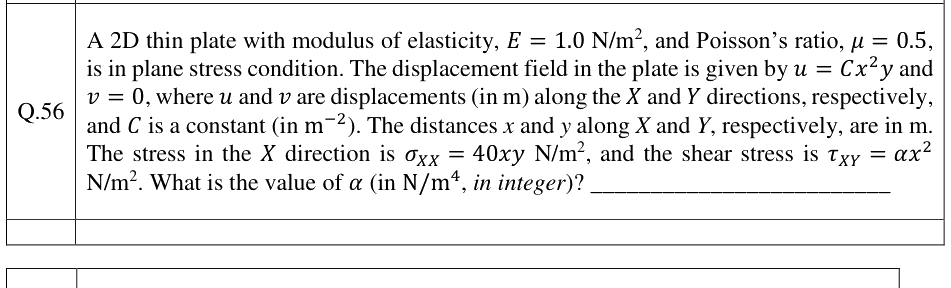 Q.56
A 2D thin plate with modulus of elasticity, E = 1.0 N/m², and Poisson's ratio, μ = 0.5,
is in plane stress condition. The displacement field in the plate is given by u = Cx²y and
v = 0, where u and v are displacements (in m) along the X and Y directions, respectively,
and C is a constant (in m⁻²). The distances x and y along X and Y, respectively, are in m.
The stress in the X direction is σ_XX = 40xy N/m², and the shear stress is τ_XY = αx²
N/m². What is the value of α (in N/m⁴, in integer)? ___________________________